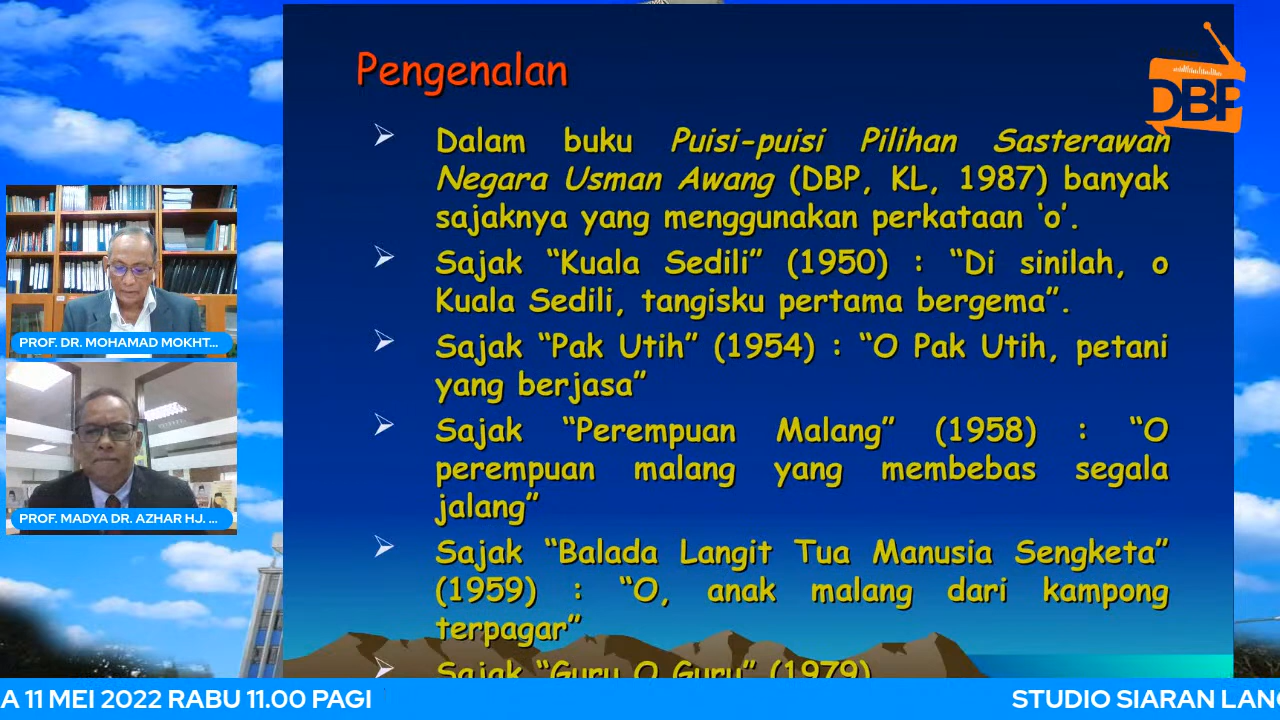 Pengenalan
DBP
Dalam buku Puisi-puisi Pilihan Sasterawan
Negara Usman Awang (DBP, KL, 1987) banyak
sajaknya yang menggunakan perkataan ‘o’.
Sajak “Kuala Sedili” (1950) : “Di sinilah, o
Kuala Sedili, tangisku pertama bergema”.
Sajak “Pak Utih” (1954) : “O Pak Utih, petani
yang berjasa”
Sajak “Perempuan Malang” (1958) : “O
perempuan malang yang membebas segala
jalang”
Sajak “Balada Langit Tua Manusia Sengketa”
(1959) : “O, anak malang dari kampong
terpagar”
Sajak “Guru O Guru” (1979)
PROF. DR. MOHAMAD MOKHT...
PROF. MADYA DR. AZHAR HJ. ...
A 11 MEI 2022 RABU 11.00 PAGI
STUDIO SIARAN LANG